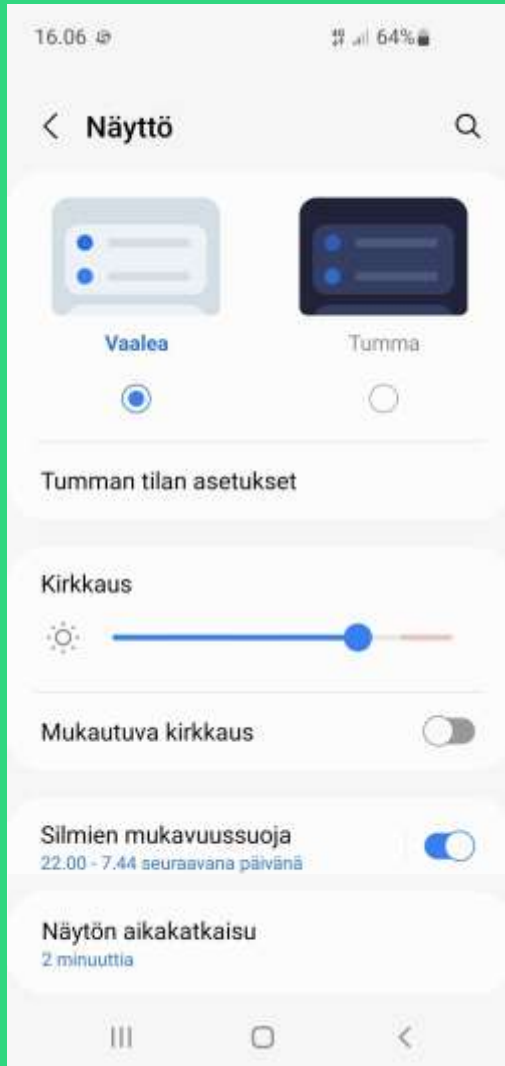 16.06 64%
Näyttö
Vaalea Tumma
Tumman tilan asetukset
Kirkkaus
Mukautuva kirkkaus
Silmien mukavuussuoja
22.00 - 7.44 seuraavana päivänä
Näytön aikakatkaisu
2 minuuttia